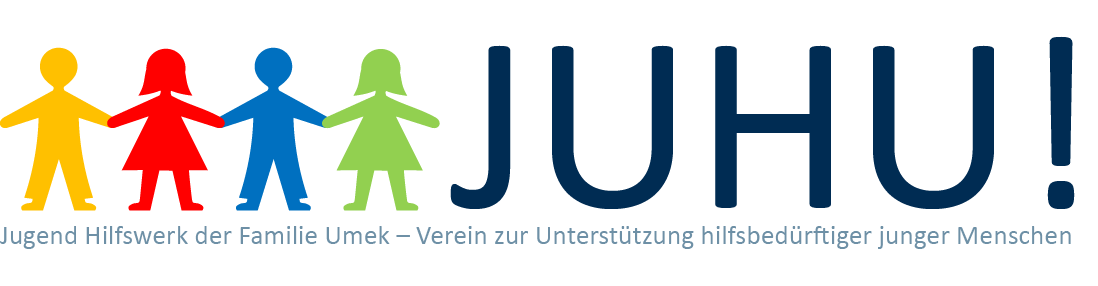 JUHU!
Jugend Hilfswerk der Familie Umek – Verein zur Unterstützung hilfsbedürftiger junger Menschen